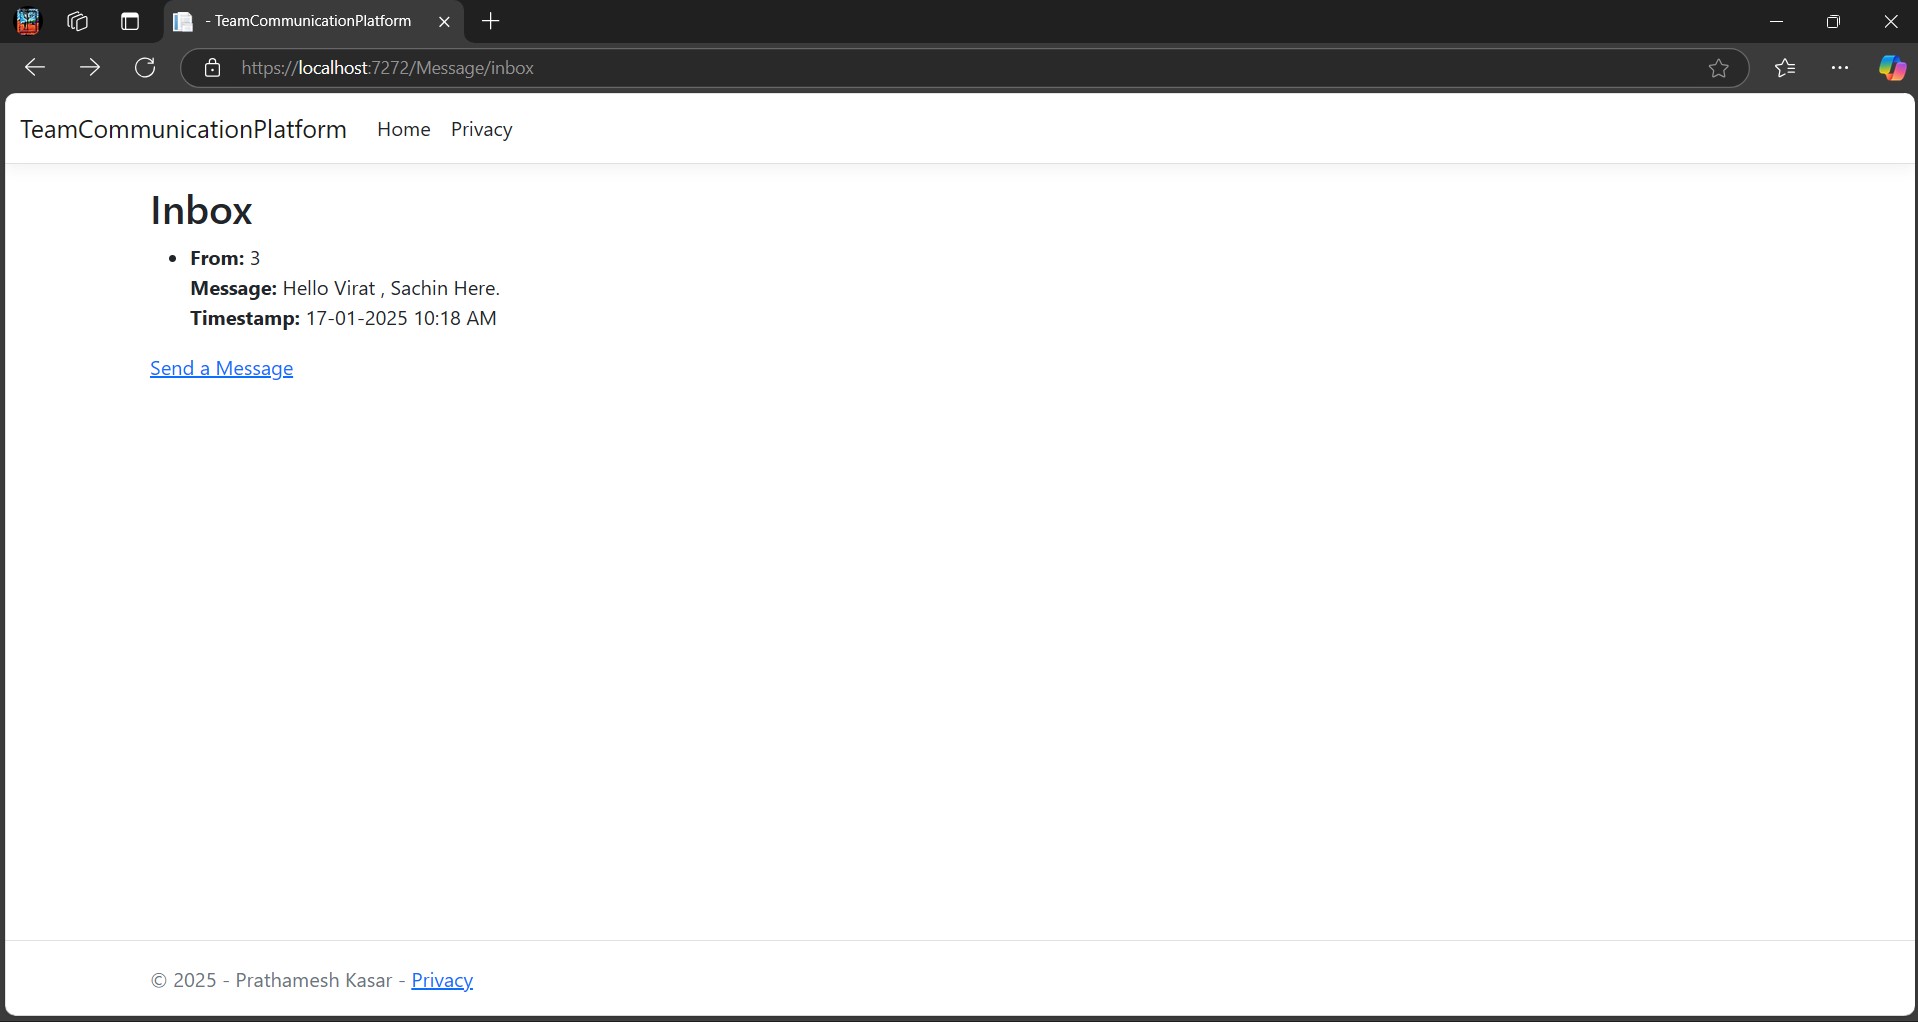 - TeamCommunicationPlatform
https://localhost:7272/Message/inbox
TeamCommunicationPlatform Home Privacy
Inbox
From: 3
Message: Hello Virat , Sachin Here.
Timestamp: 17-01-2025 10:18 AM
Send a Message
© 2025 - Prathamesh Kasar - Privacy